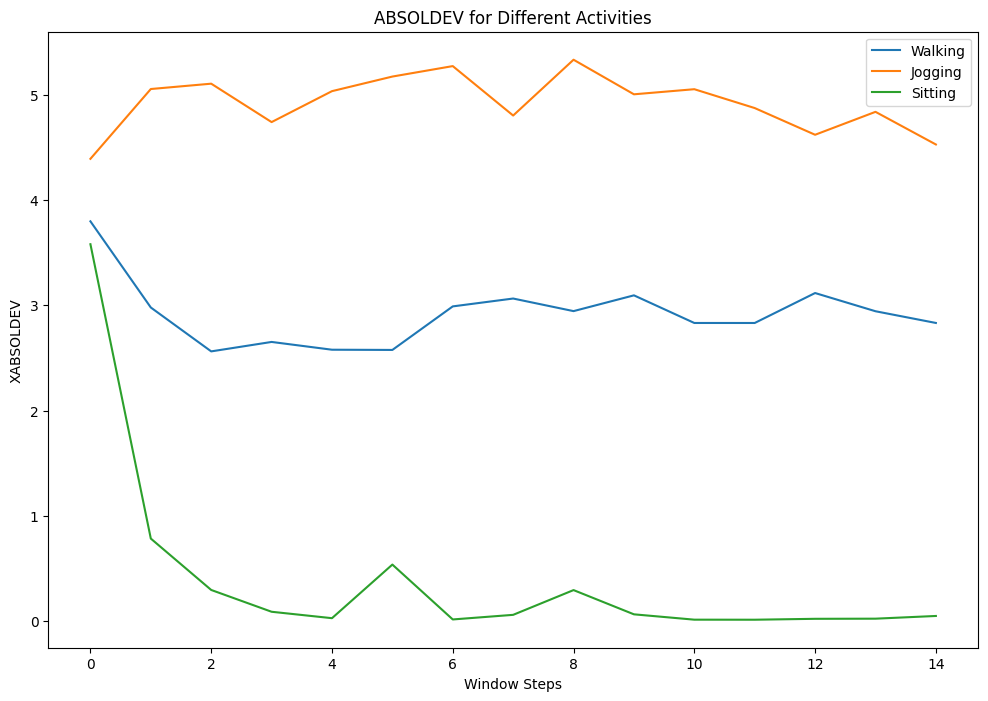 ABSOLDEV for Different Activities
Walking
Jogging
Sitting
XABSOLDEV
5
4
3
2
1
0
0 2 4 6 8 10 12 14
Window Steps